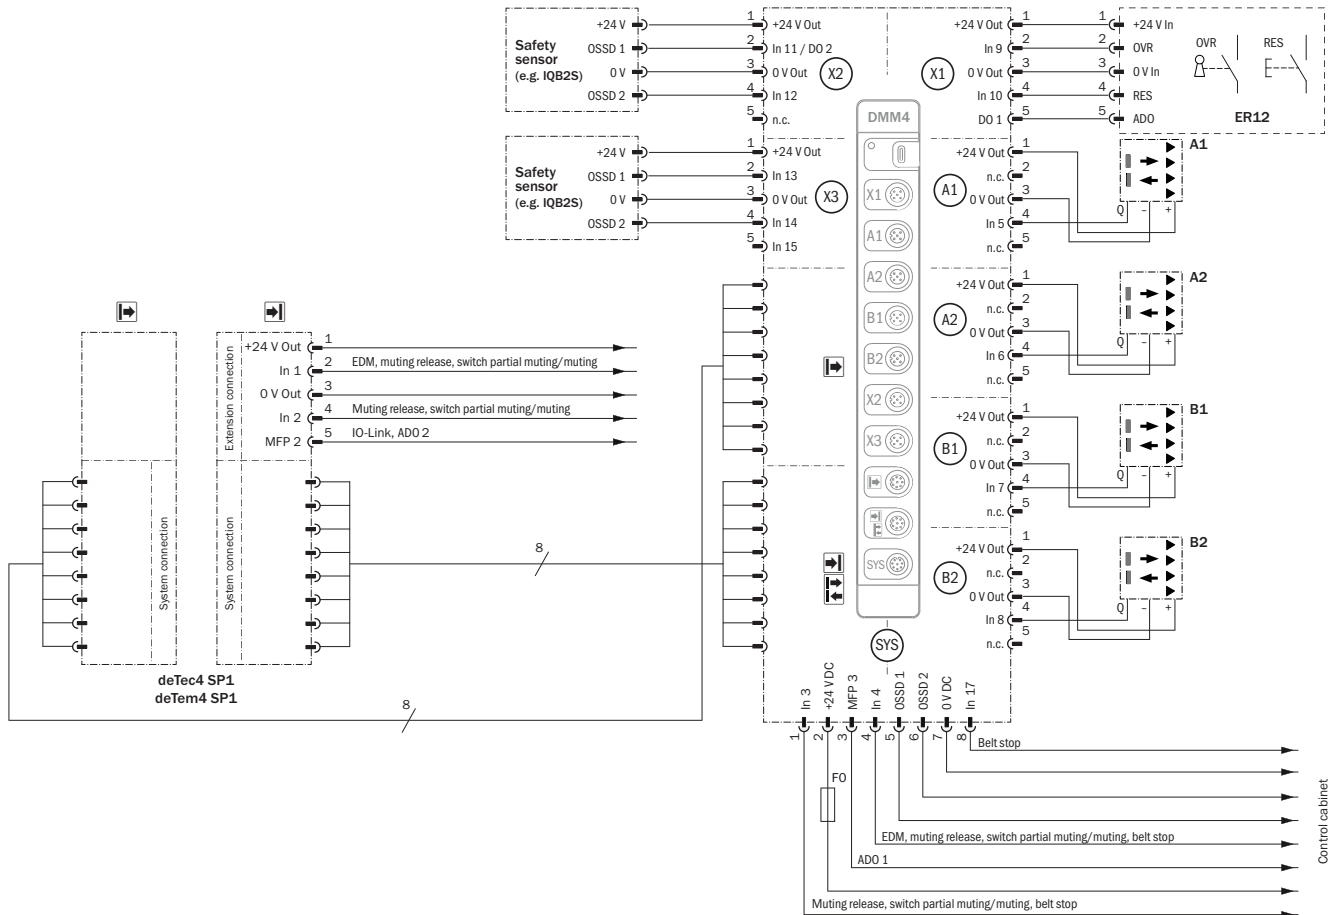 Safety
sensor
(e.g. IQB2S)
+24 V
OSSD 1
0 V
OSSD 2
1
2
3
4
5
+24 V Out
In 11 / DO 2
0 V Out
In 12
n.c.
X2
X1
+24 V Out
In 9
0 V Out
In 10
DO 1
1
2
3
4
5
1
2
3
4
5
+24 V In
OVR
0 V In
RES
ADO
OVR
RES
ER12
Safety
sensor
(e.g. IQB2S)
+24 V
OSSD 1
0 V
OSSD 2
1
2
3
4
5
+24 V Out
In 13
0 V Out
In 14
In 15
X3
DMM4
X1
A1
A2
B1
B2
X2
X3
SYS
A1
+24 V Out
n.c.
0 V Out
In 5
n.c.
1
2
3
4
5
A1
Q
–
+
A2
+24 V Out
n.c.
0 V Out
In 6
n.c.
1
2
3
4
5
A2
Q
–
+
B1
+24 V Out
n.c.
0 V Out
In 7
n.c.
1
2
3
4
5
B1
Q
–
+
B2
+24 V Out
n.c.
0 V Out
In 8
n.c.
1
2
3
4
5
B2
Q
–
+
Extension connection
+24 V Out
In 1
0 V Out
In 2
MFP 2
1
2
3
4
5
EDM, muting release, switch partial muting/muting
Muting release, switch partial muting/muting
IO-Link, ADO 2
System connection
System connection
8
deTec4 SP1
deTem4 SP1
8
SYS
In 3
+24 V DC
MFP 3
In 4
OSSD 1
OSSD 2
0 V DC
In 17
1
2
3
4
5
6
7
8
Belt stop
F0
EDM, muting release, switch partial muting/muting, belt stop
ADO 1
Muting release, switch partial muting/muting, belt stop
Control cabinet